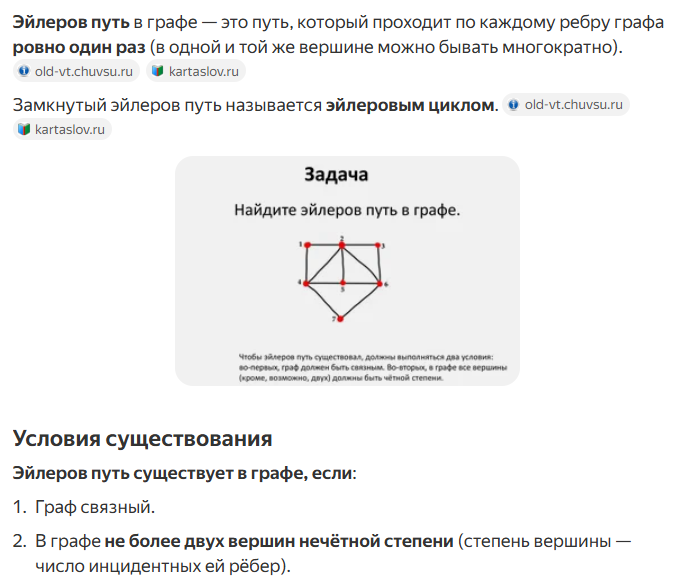 Эйлеров путь в графе — это путь, который проходит по каждому ребру графа
ровно один раз (в одной и той же вершине можно бывать многократно).
old-vt.chuvsu.ru kartaslov.ru
Замкнутый эйлеров путь называется эйлеровым циклом. old-vt.chuvsu.ru
kartaslov.ru
Задача
Найдите эйлеров путь в графе.
1 2 3
4 5 6
7
Чтобы эйлеров путь существовал, должны выполняться два условия:
во-первых, граф должен быть связным. Во-вторых, в графе все вершины
(кроме, возможно, двух) должны быть чётной степени.
Условия существования
Эйлеров путь существует в графе, если:
1. Граф связный.
2. В графе не более двух вершин нечётной степени (степень вершины —
число инцидентных ей рёбер).